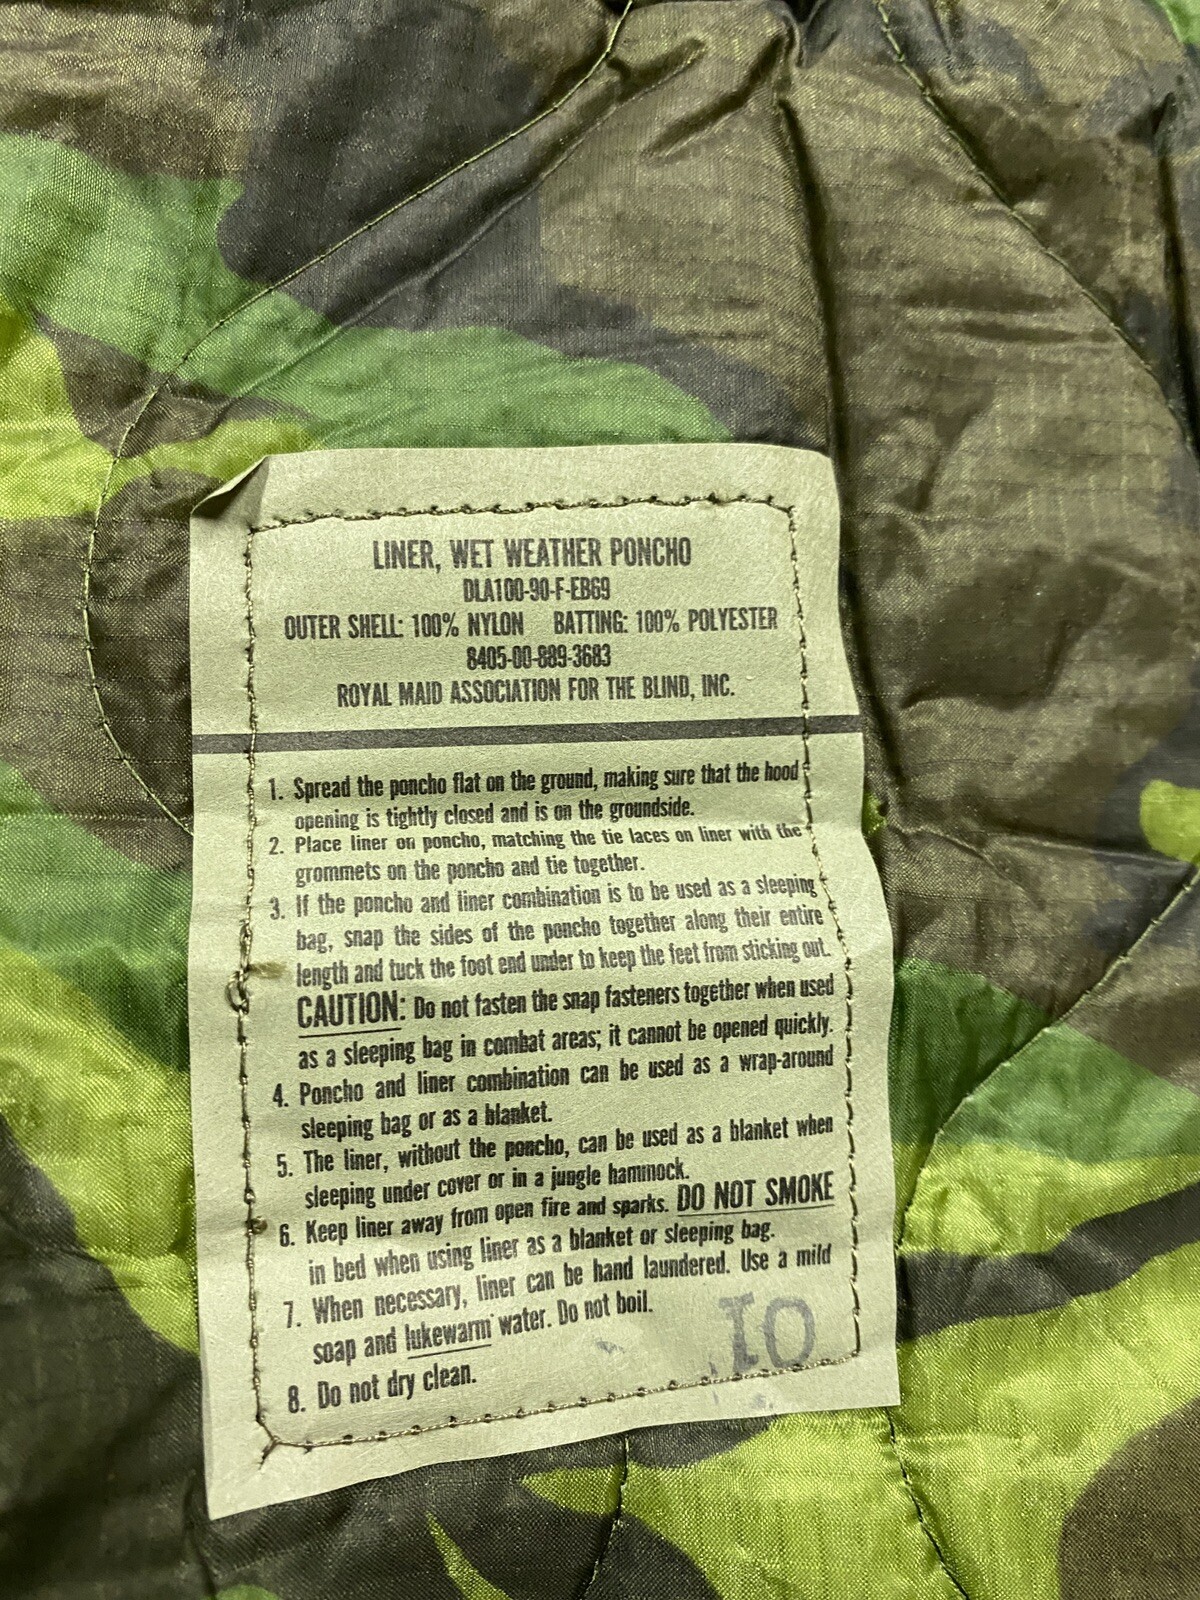 LINER, WET WEATHER PONCHO
DLA100-90-F-EB69
OUTER SHELL: 100% NYLON BATTING: 100% POLYESTER
8405-00-889-3683
ROYAL MAID ASSOCIATION FOR THE BLIND, INC.
1. Spread the poncho flat on the ground, making sure that the hood
opening is tightly closed and is on the groundside.
2. Place liner on poncho, matching the tie laces on liner with the
grommets on the poncho and tie together.
3. If the poncho and liner combination is to be used as a sleeping
bag, snap the sides of the poncho together along their entire
length and tuck the foot end under to keep the feet from sticking out.
CAUTION: Do not fasten the snap fasteners together when used
as a sleeping bag in combat areas; it cannot be opened quickly.
4. Poncho and liner combination can be used as a wrap-around
sleeping bag or as a blanket.
5. The liner, without the poncho, can be used as a blanket when
sleeping under cover or in a jungle hammock.
6. Keep liner away from open fire and sparks. DO NOT SMOKE
in bed when using liner as a blanket or sleeping bag.
7. When necessary, liner can be hand laundered. Use a mild
soap and lukewarm water. Do not boil.
8. Do not dry clean.